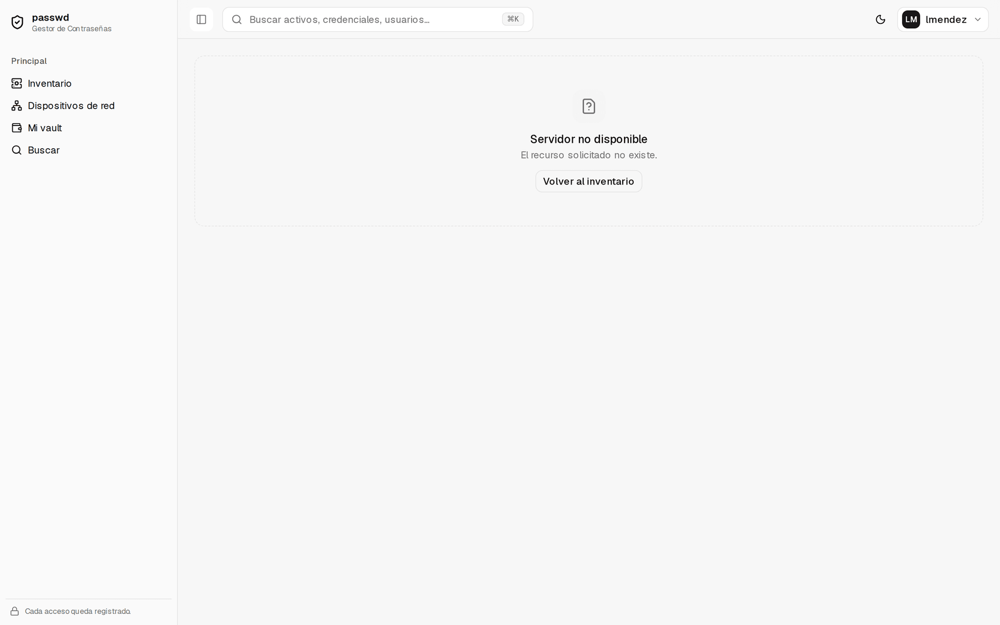 passwd
Gestor de Contraseñas
Principal
Inventario
Dispositivos de red
Mi vault
Buscar
Cada acceso queda registrado.
Buscar activos, credenciales, usuarios...
⌘K
LM
lmendez
Servidor no disponible
El recurso solicitado no existe.
Volver al inventario